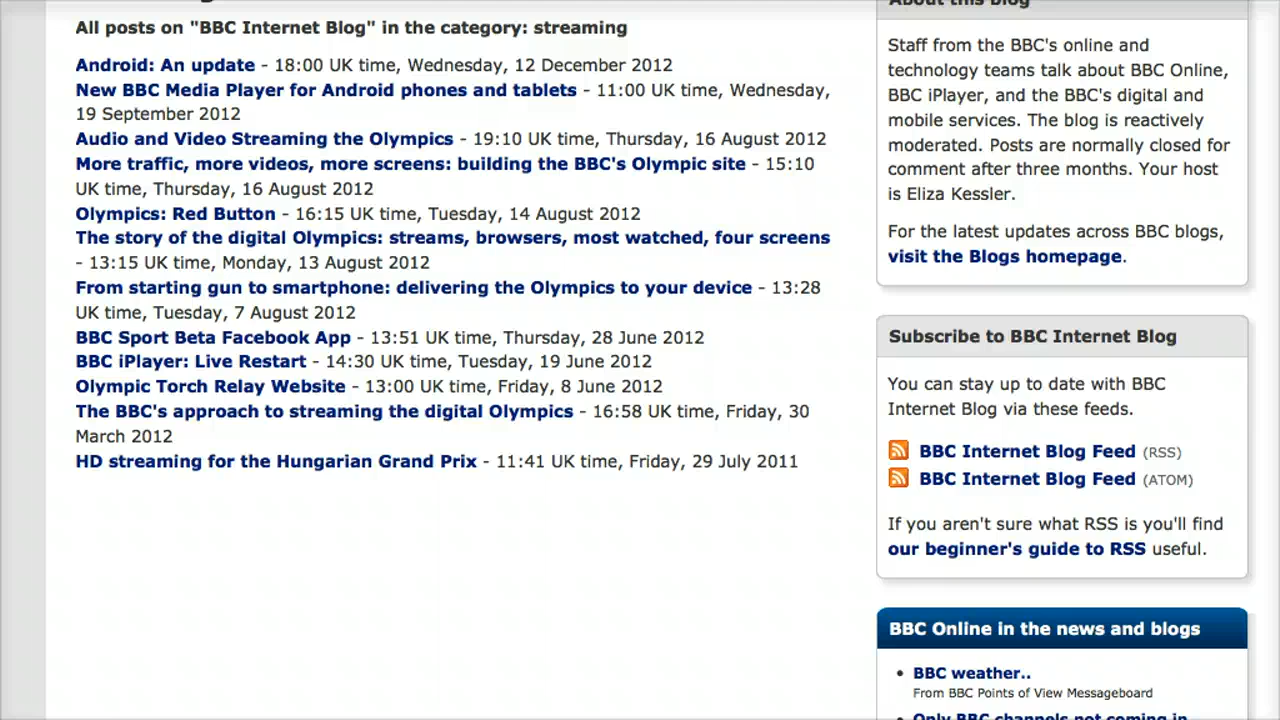 All posts on "BBC Internet Blog" in the category: streaming
Android: An update - 18:00 UK time, Wednesday, 12 December 2012
New BBC Media Player for Android phones and tablets - 11:00 UK time, Wednesday,
19 September 2012
Audio and Video Streaming the Olympics - 19:10 UK time, Thursday, 16 August 2012
More traffic, more videos, more screens: building the BBC's Olympic site - 15:10
UK time, Thursday, 16 August 2012
Olympics: Red Button - 16:15 UK time, Tuesday, 14 August 2012
The story of the digital Olympics: streams, browsers, most watched, four screens
- 13:15 UK time, Monday, 13 August 2012
From starting gun to smartphone: delivering the Olympics to your device - 13:28
UK time, Tuesday, 7 August 2012
BBC Sport Beta Facebook App - 13:51 UK time, Thursday, 28 June 2012
BBC iPlayer: Live Restart - 14:30 UK time, Tuesday, 19 June 2012
Olympic Torch Relay Website - 13:00 UK time, Friday, 8 June 2012
The BBC's approach to streaming the digital Olympics - 16:58 UK time, Friday, 30
March 2012
HD streaming for the Hungarian Grand Prix - 11:41 UK time, Friday, 29 July 2011
About this blog
Staff from the BBC's online and
technology teams talk about BBC Online,
BBC iPlayer, and the BBC's digital and
mobile services. The blog is reactively
moderated. Posts are normally closed for
comment after three months. Your host
is Eliza Kessler.
For the latest updates across BBC blogs,
visit the Blogs homepage.
Subscribe to BBC Internet Blog
You can stay up to date with BBC
Internet Blog via these feeds.
BBC Internet Blog Feed (RSS)
BBC Internet Blog Feed (ATOM)
If you aren't sure what RSS is you'll find
our beginner's guide to RSS useful.
BBC Online in the news and blogs
• BBC weather..
From BBC Points of View Messageboard
• Only BBC channels not coming in